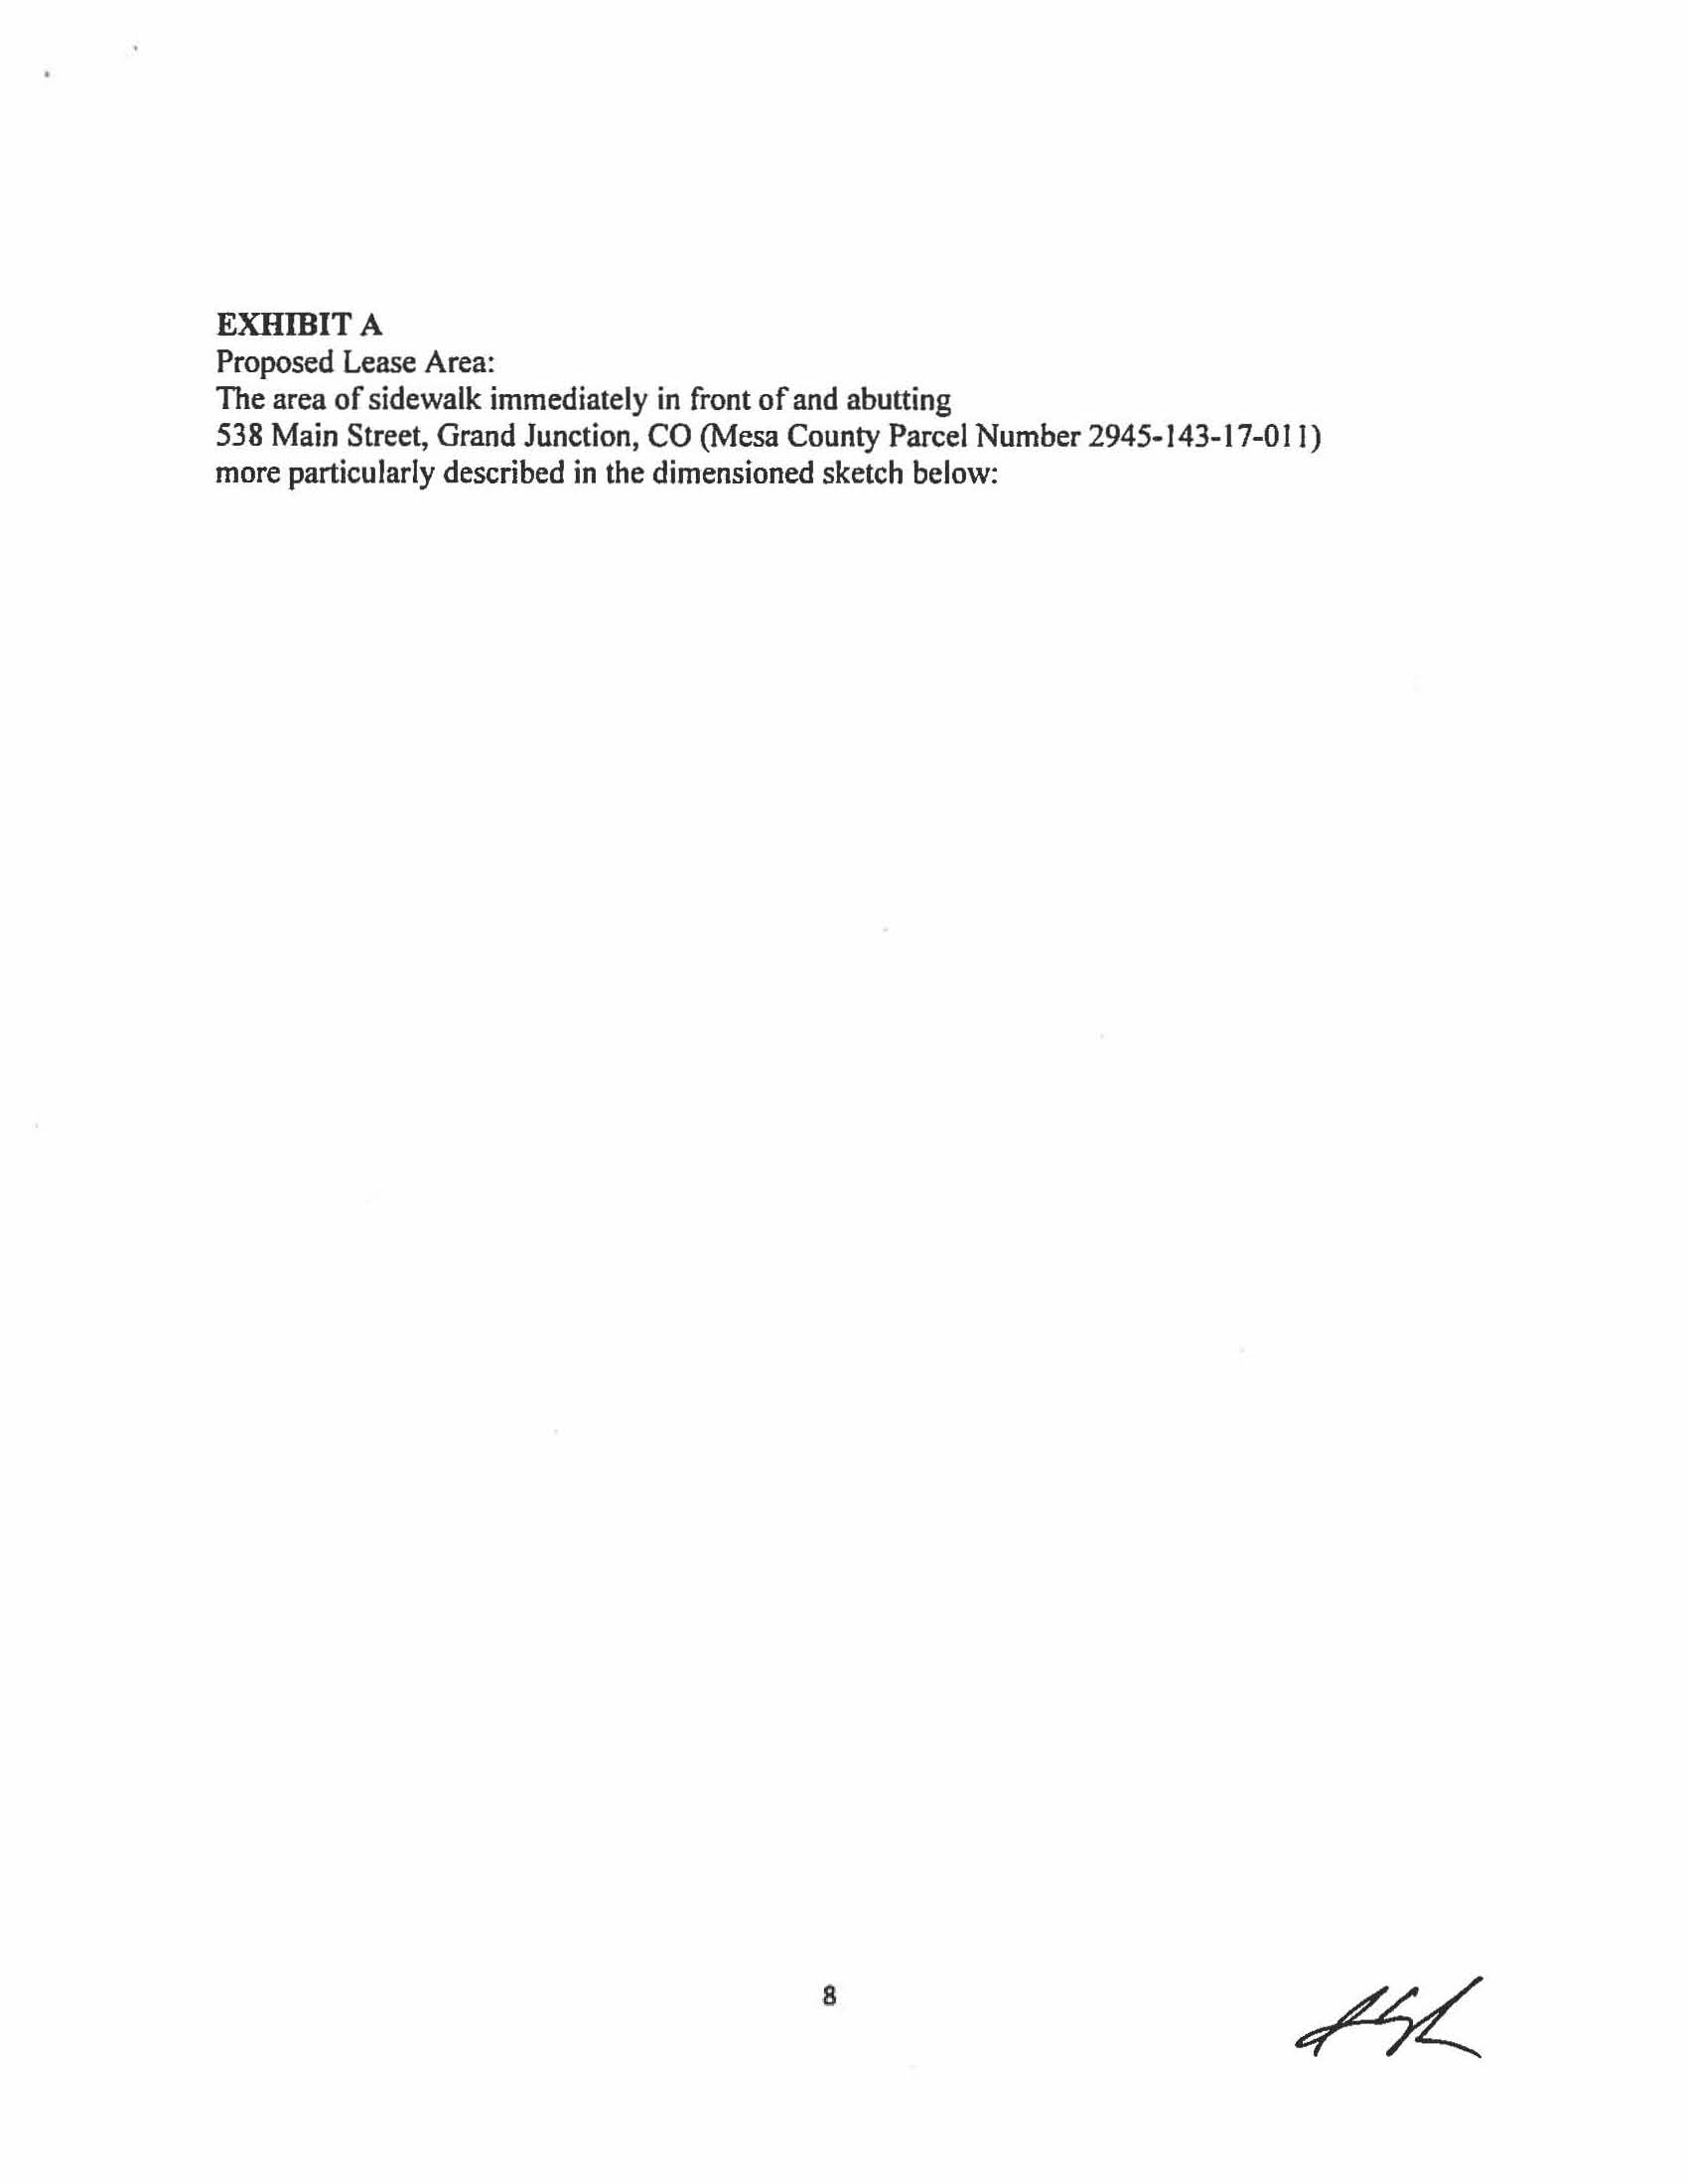 EXHIBIT A
Proposed Lease Area:
The area of sidewalk immediately in front of and abutting
538 Main Street, Grand Junction, CO (Mesa County Parcel Number 2945-143-17-011)
more particularly described in the dimensioned sketch below:
8